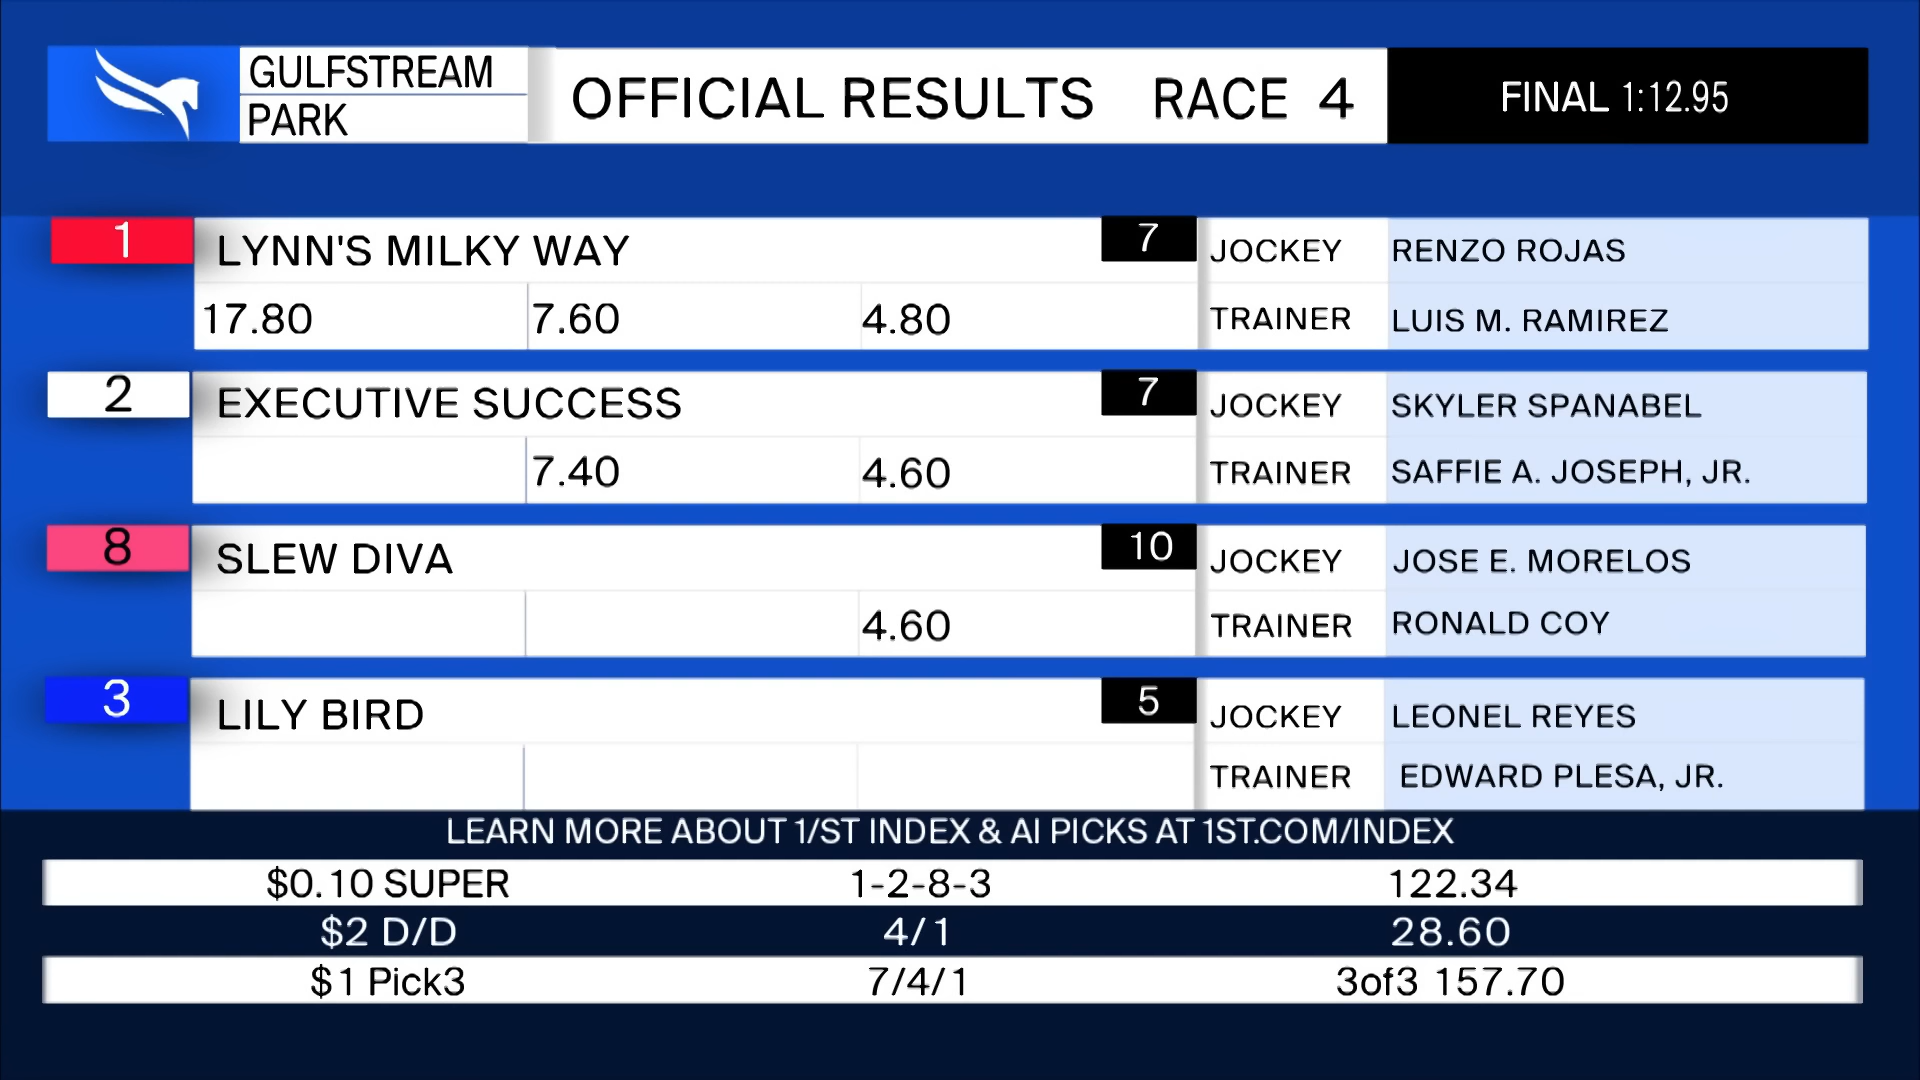 GULFSTREAM
PARK
OFFICIAL RESULTS RACE 4
FINAL 1:12.95
1 LYNN'S MILKY WAY 7 JOCKEY RENZO ROJAS
17.80 7.60 4.80 TRAINER LUIS M. RAMIREZ
2 EXECUTIVE SUCCESS 7 JOCKEY SKYLER SPANABEL
7.40 4.60 TRAINER SAFFIE A. JOSEPH, JR.
8 SLEW DIVA 10 JOCKEY JOSE E. MORELOS
4.60 TRAINER RONALD COY
3 LILY BIRD 5 JOCKEY LEONEL REYES
TRAINER EDWARD PLESA, JR.
LEARN MORE ABOUT 1/ST INDEX & AI PICKS AT 1ST.COM/INDEX
$0.10 SUPER 1-2-8-3 122.34
$2 D/D 4/1 28.60
$1 Pick3 7/4/1 3of3 157.70